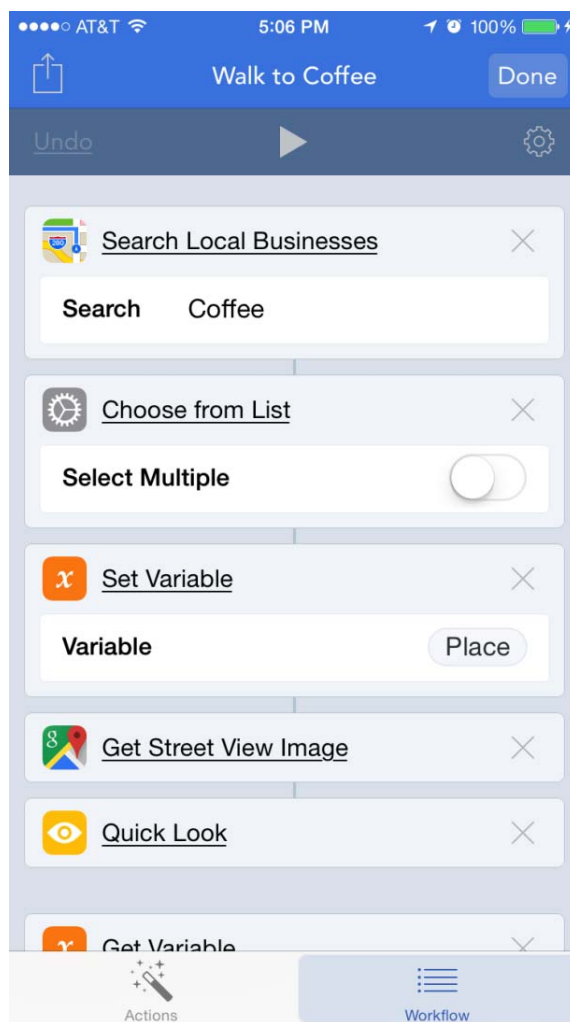 AT&T 5:06 PM 100%
Walk to Coffee Done
Undo
Search Local Businesses
Search Coffee
Choose from List
Select Multiple
x Set Variable
Variable Place
280
g Get Street View Image
Quick Look
x Get Variable
Actions Workflow